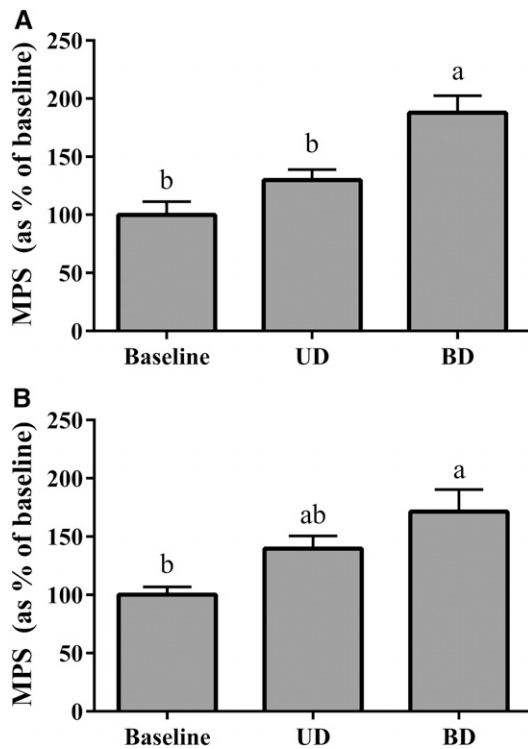 A
MPS (as % of baseline)
250
200
150
100
50
0
b
b
a
Baseline
UD
BD
B
MPS (as % of baseline)
250
200
150
100
50
0
b
ab
a
Baseline
UD
BD